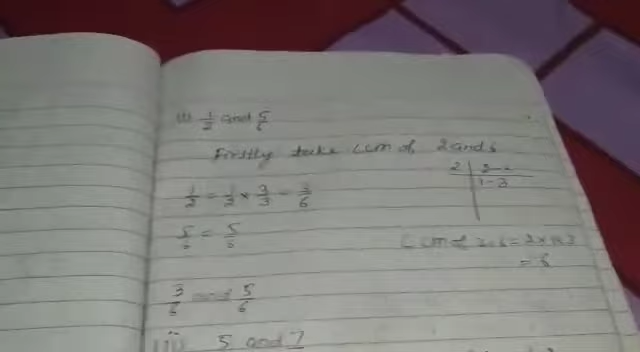 (i) 1/2 and 5/6
Firstly take LCM of 2 and 6
2 | 2 -
1 - 3
1/2 = 1/2 × 3/3 = 3/6
5/6 = 5/6
LCM of 2, 6 = 2 ×
= 6
3/6 and 5/6
5 and 7